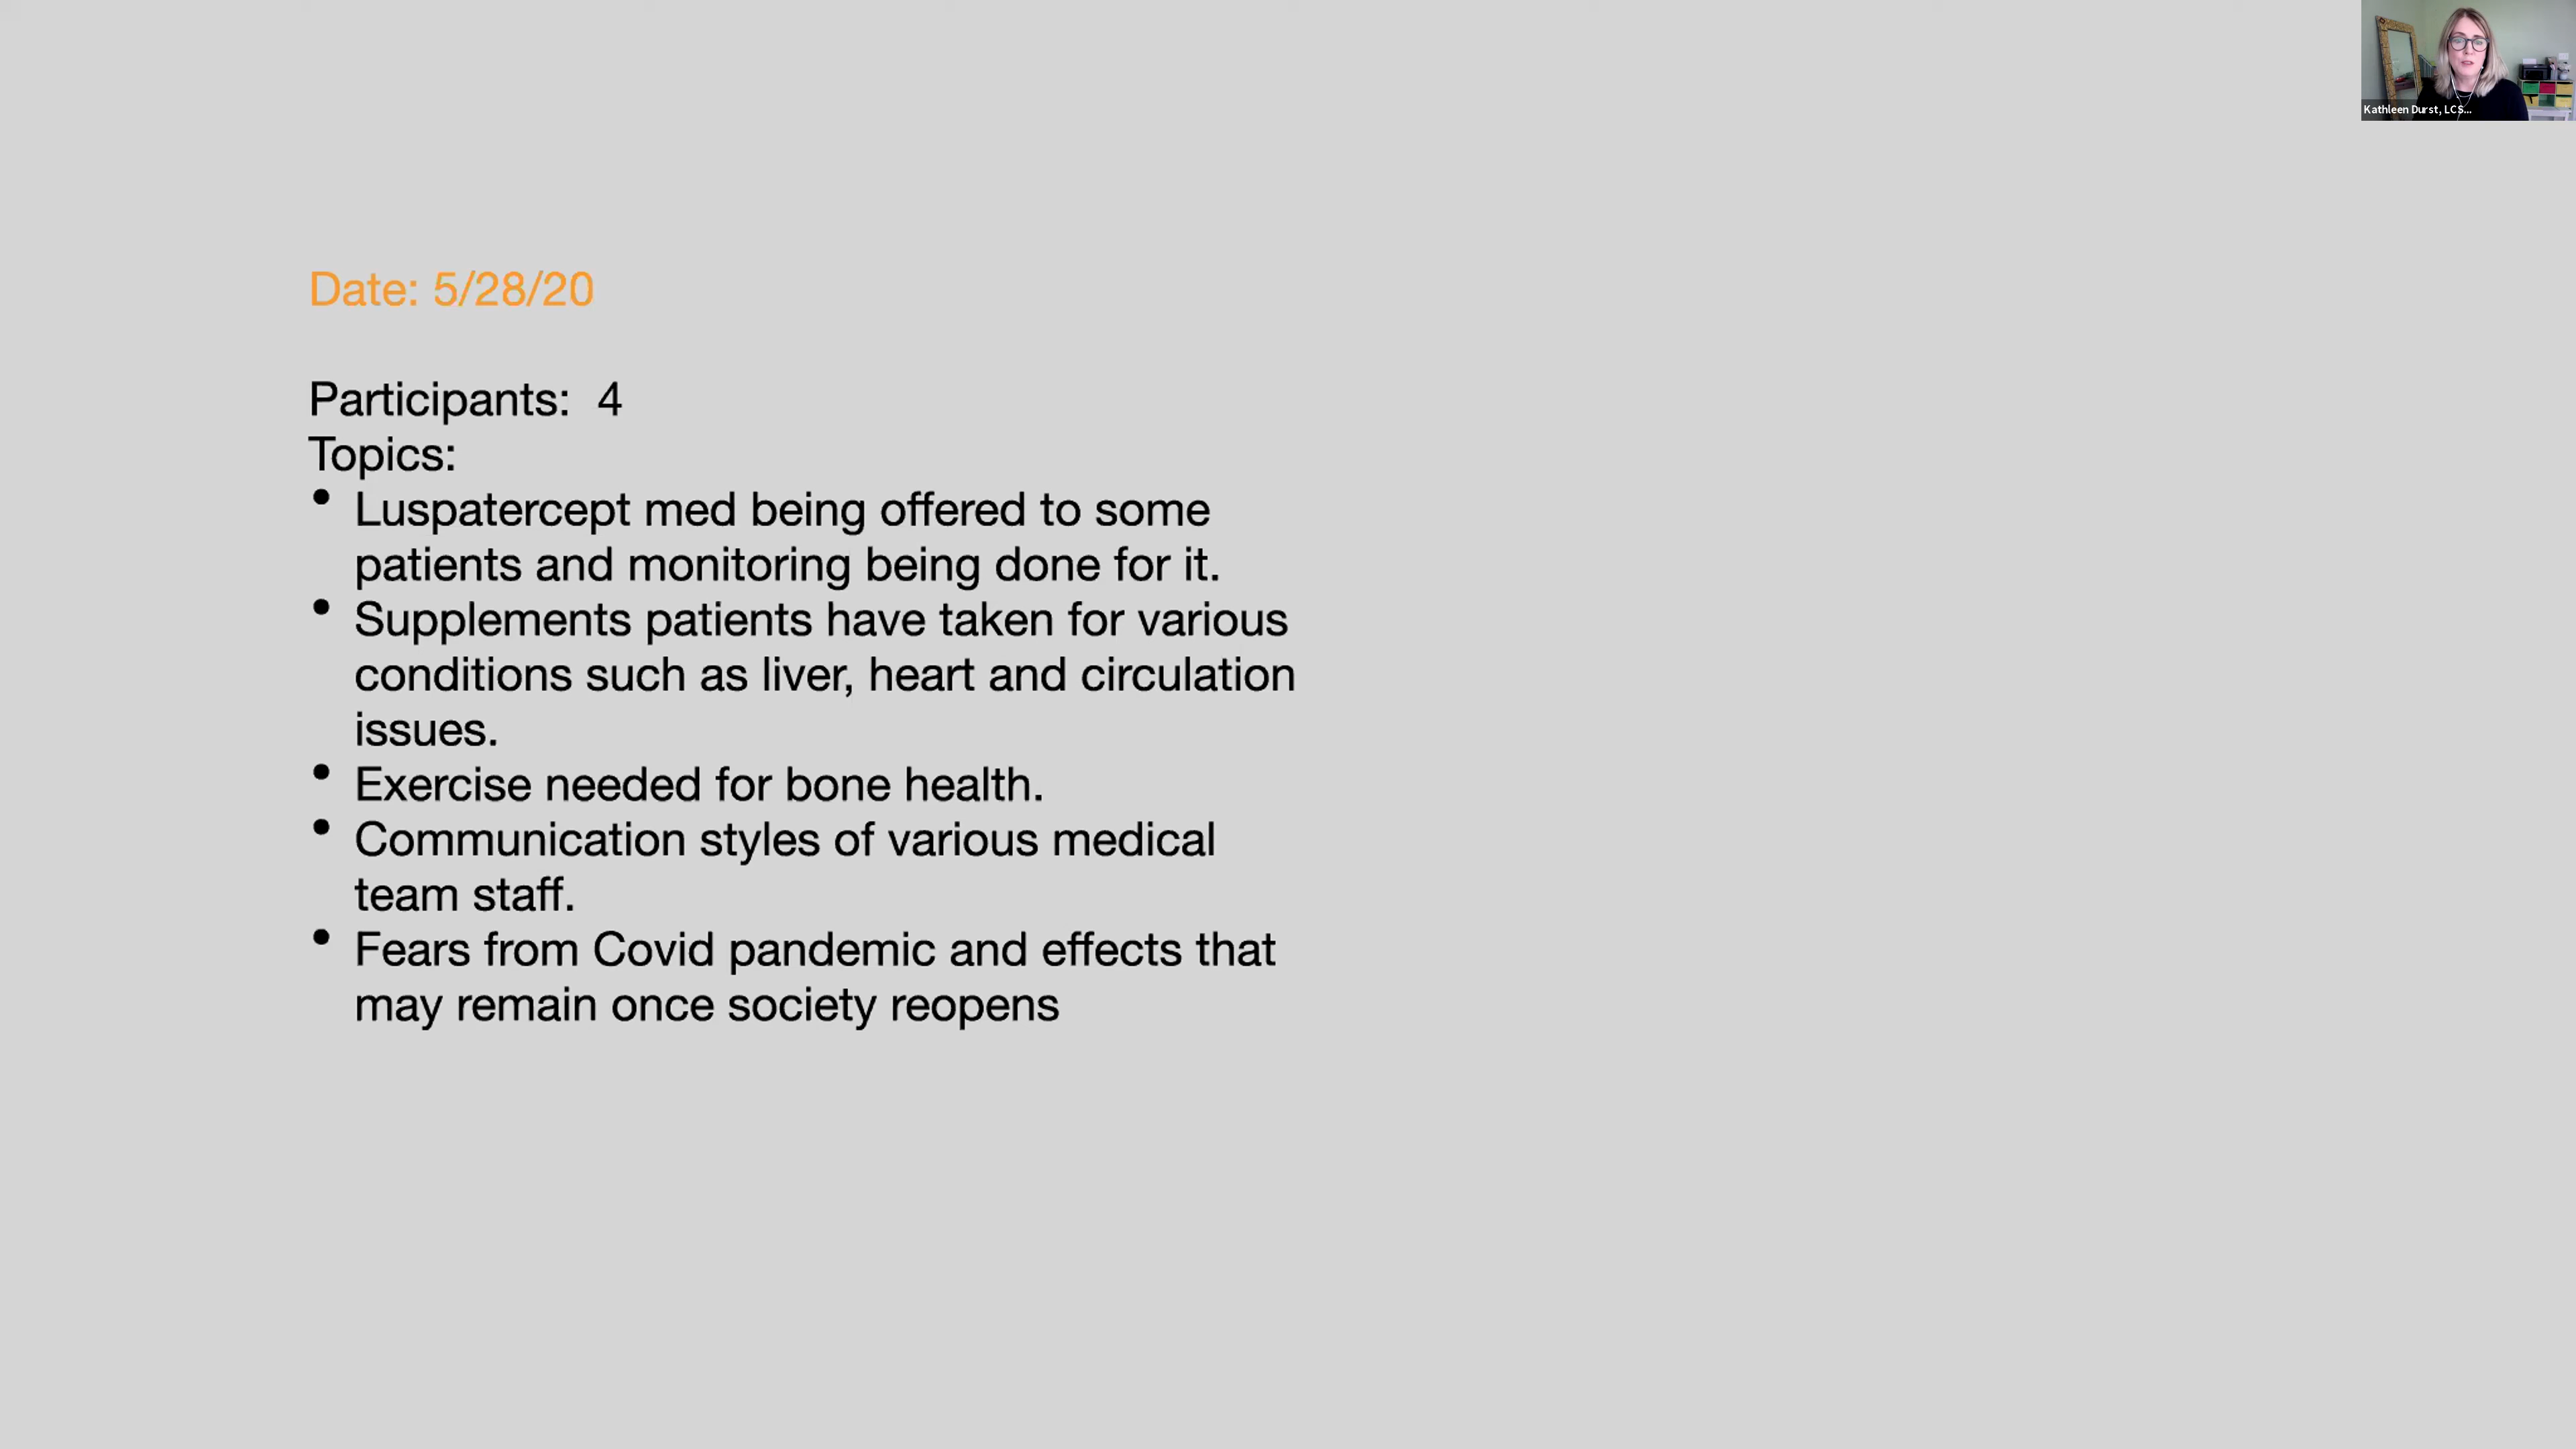 Kathleen Durst, LCS...
Date: 5/28/20
Participants: 4
Topics:
• Luspatercept med being offered to some
patients and monitoring being done for it.
• Supplements patients have taken for various
conditions such as liver, heart and circulation
issues.
• Exercise needed for bone health.
• Communication styles of various medical
team staff.
• Fears from Covid pandemic and effects that
may remain once society reopens